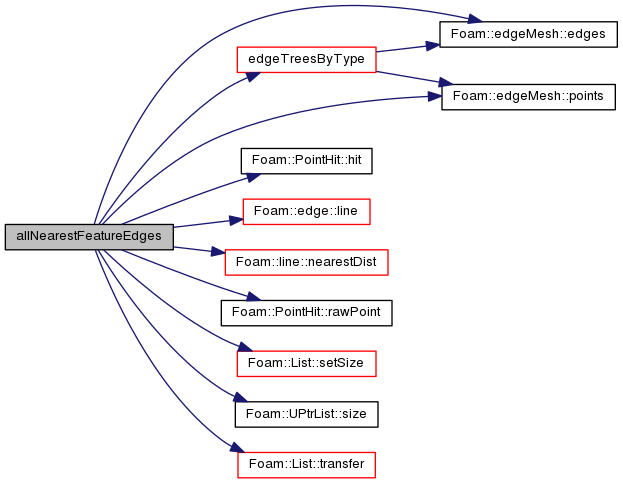 allNearestFeatureEdges
Foam::edgeMesh::edges
edgeTreesByType
Foam::edgeMesh::points
Foam::PointHit::hit
Foam::edge::line
Foam::line::nearestDist
Foam::PointHit::rawPoint
Foam::List::setSize
Foam::UPtrList::size
Foam::List::transfer